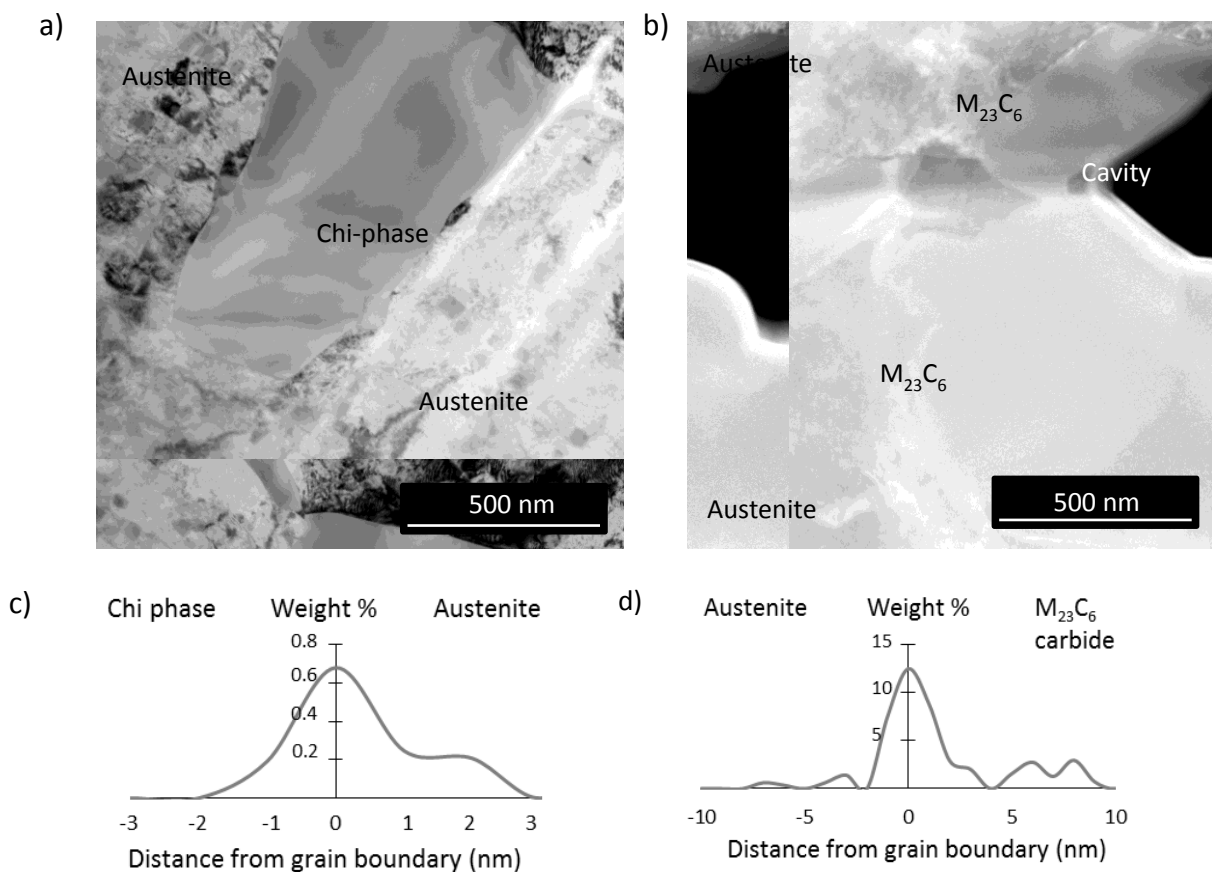 a)
Austenite
Chi-phase
Austenite
500 nm
b)
Austenite
M₂₃C₆
Cavity
M₂₃C₆
Austenite
500 nm
c)
Chi phase Weight % Austenite
0.8
0.6
0.4
0.2
-3 -2 -1 0 1 2 3
Distance from grain boundary (nm)
d)
Austenite Weight % M₂₃C₆
carbide
15
10
5
-10 -5 0 5 10
Distance from grain boundary (nm)